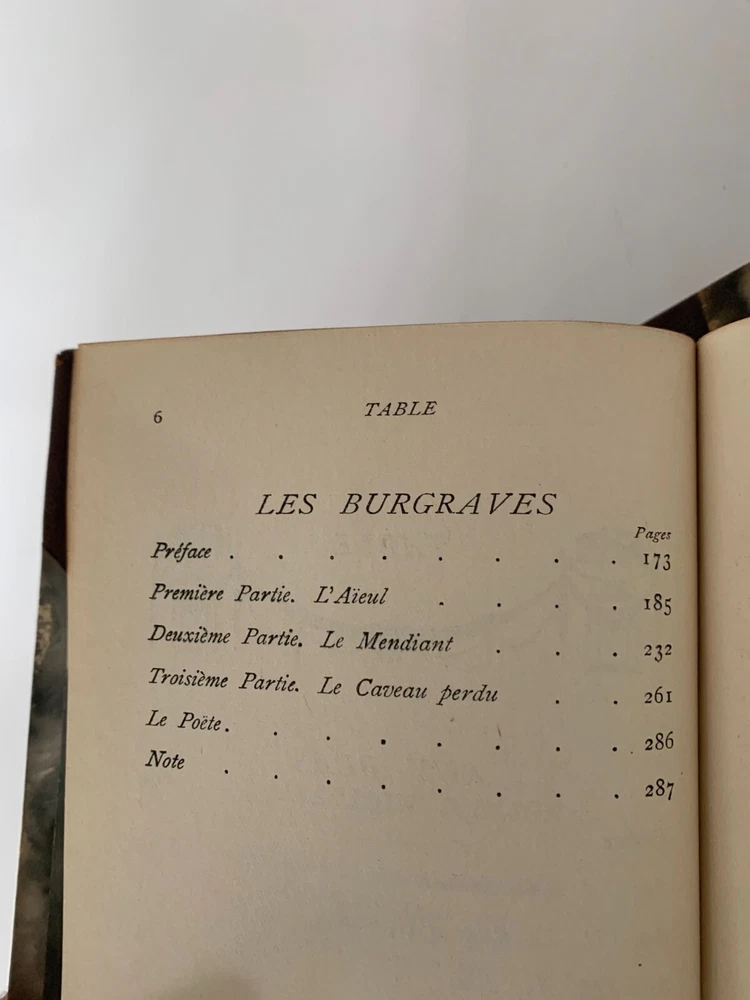 6 TABLE
LES BURGRAVES
Pages
Préface . . . . . . . . 173
Première Partie. L'Aïeul . . . . 185
Deuxième Partie. Le Mendiant . . . 232
Troisième Partie. Le Caveau perdu . . 261
Le Poëte. . . . . . . . 286
Note . . . . . . . . 287